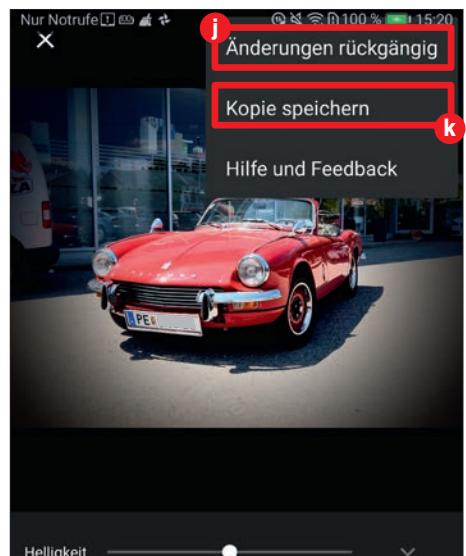 Nur Notrufe 100 % 15:20
j
Änderungen rückgängig
Kopie speichern
k
Hilfe und Feedback
PE
Helligkeit